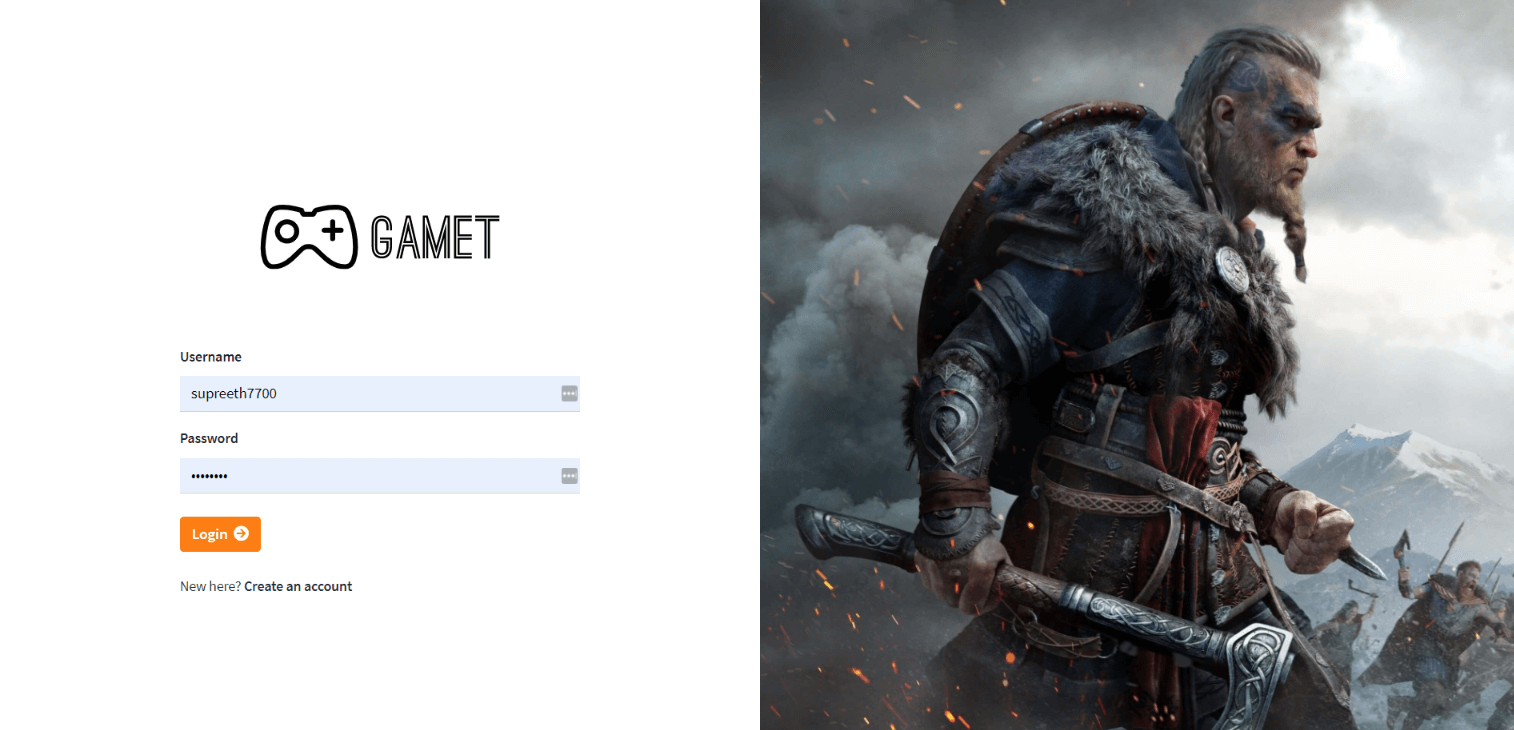 GAMET
Username
supreeth7700
Password
••••••••
Login
New here? Create an account